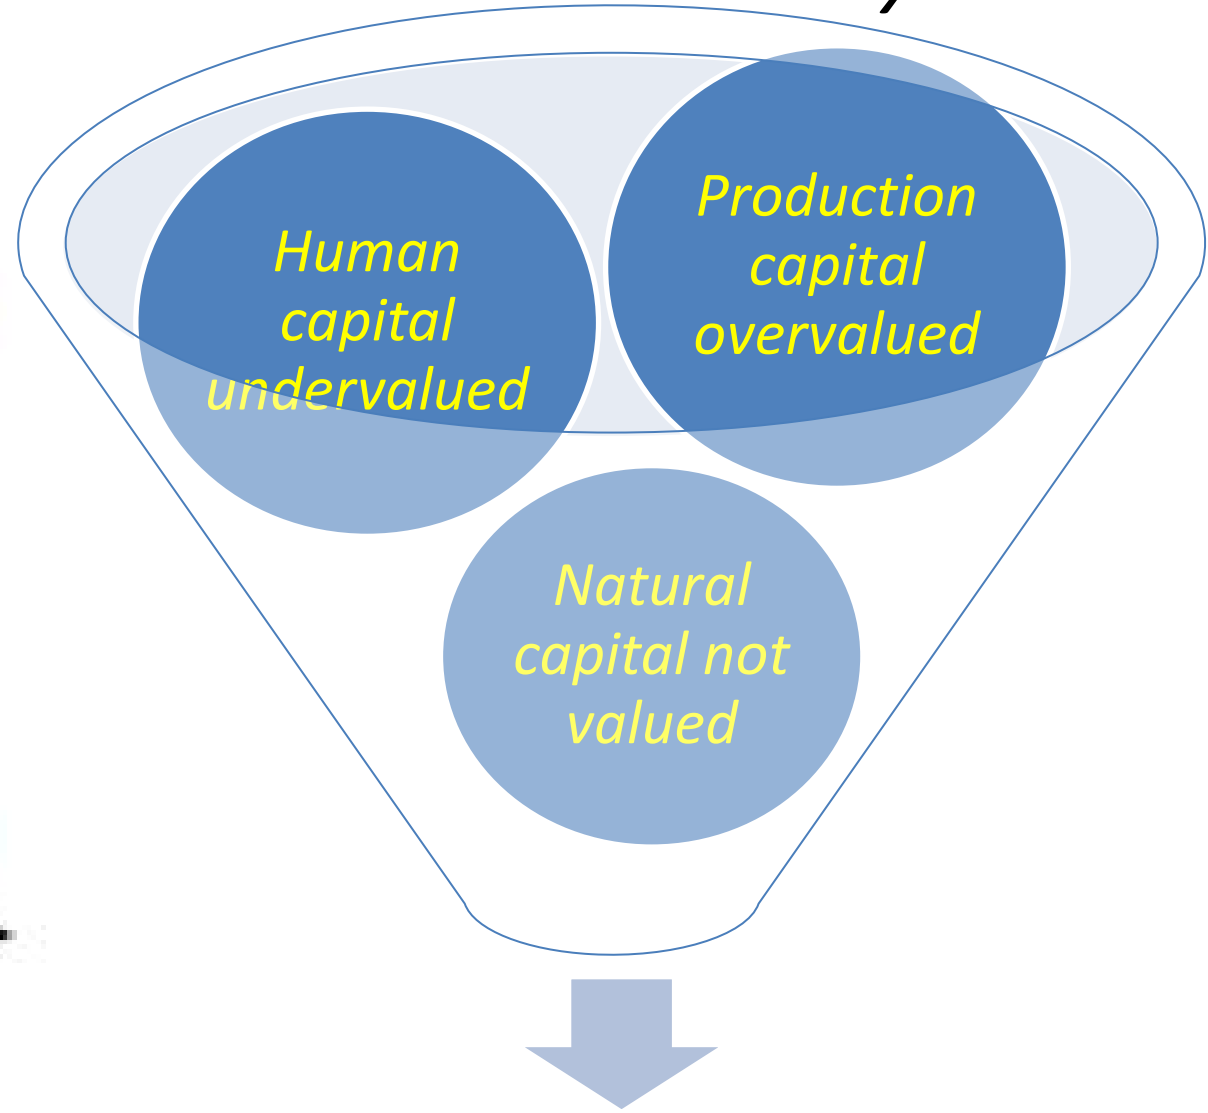 Human
capital
undervalued
Production
capital
overvalued
Natural
capital not
valued